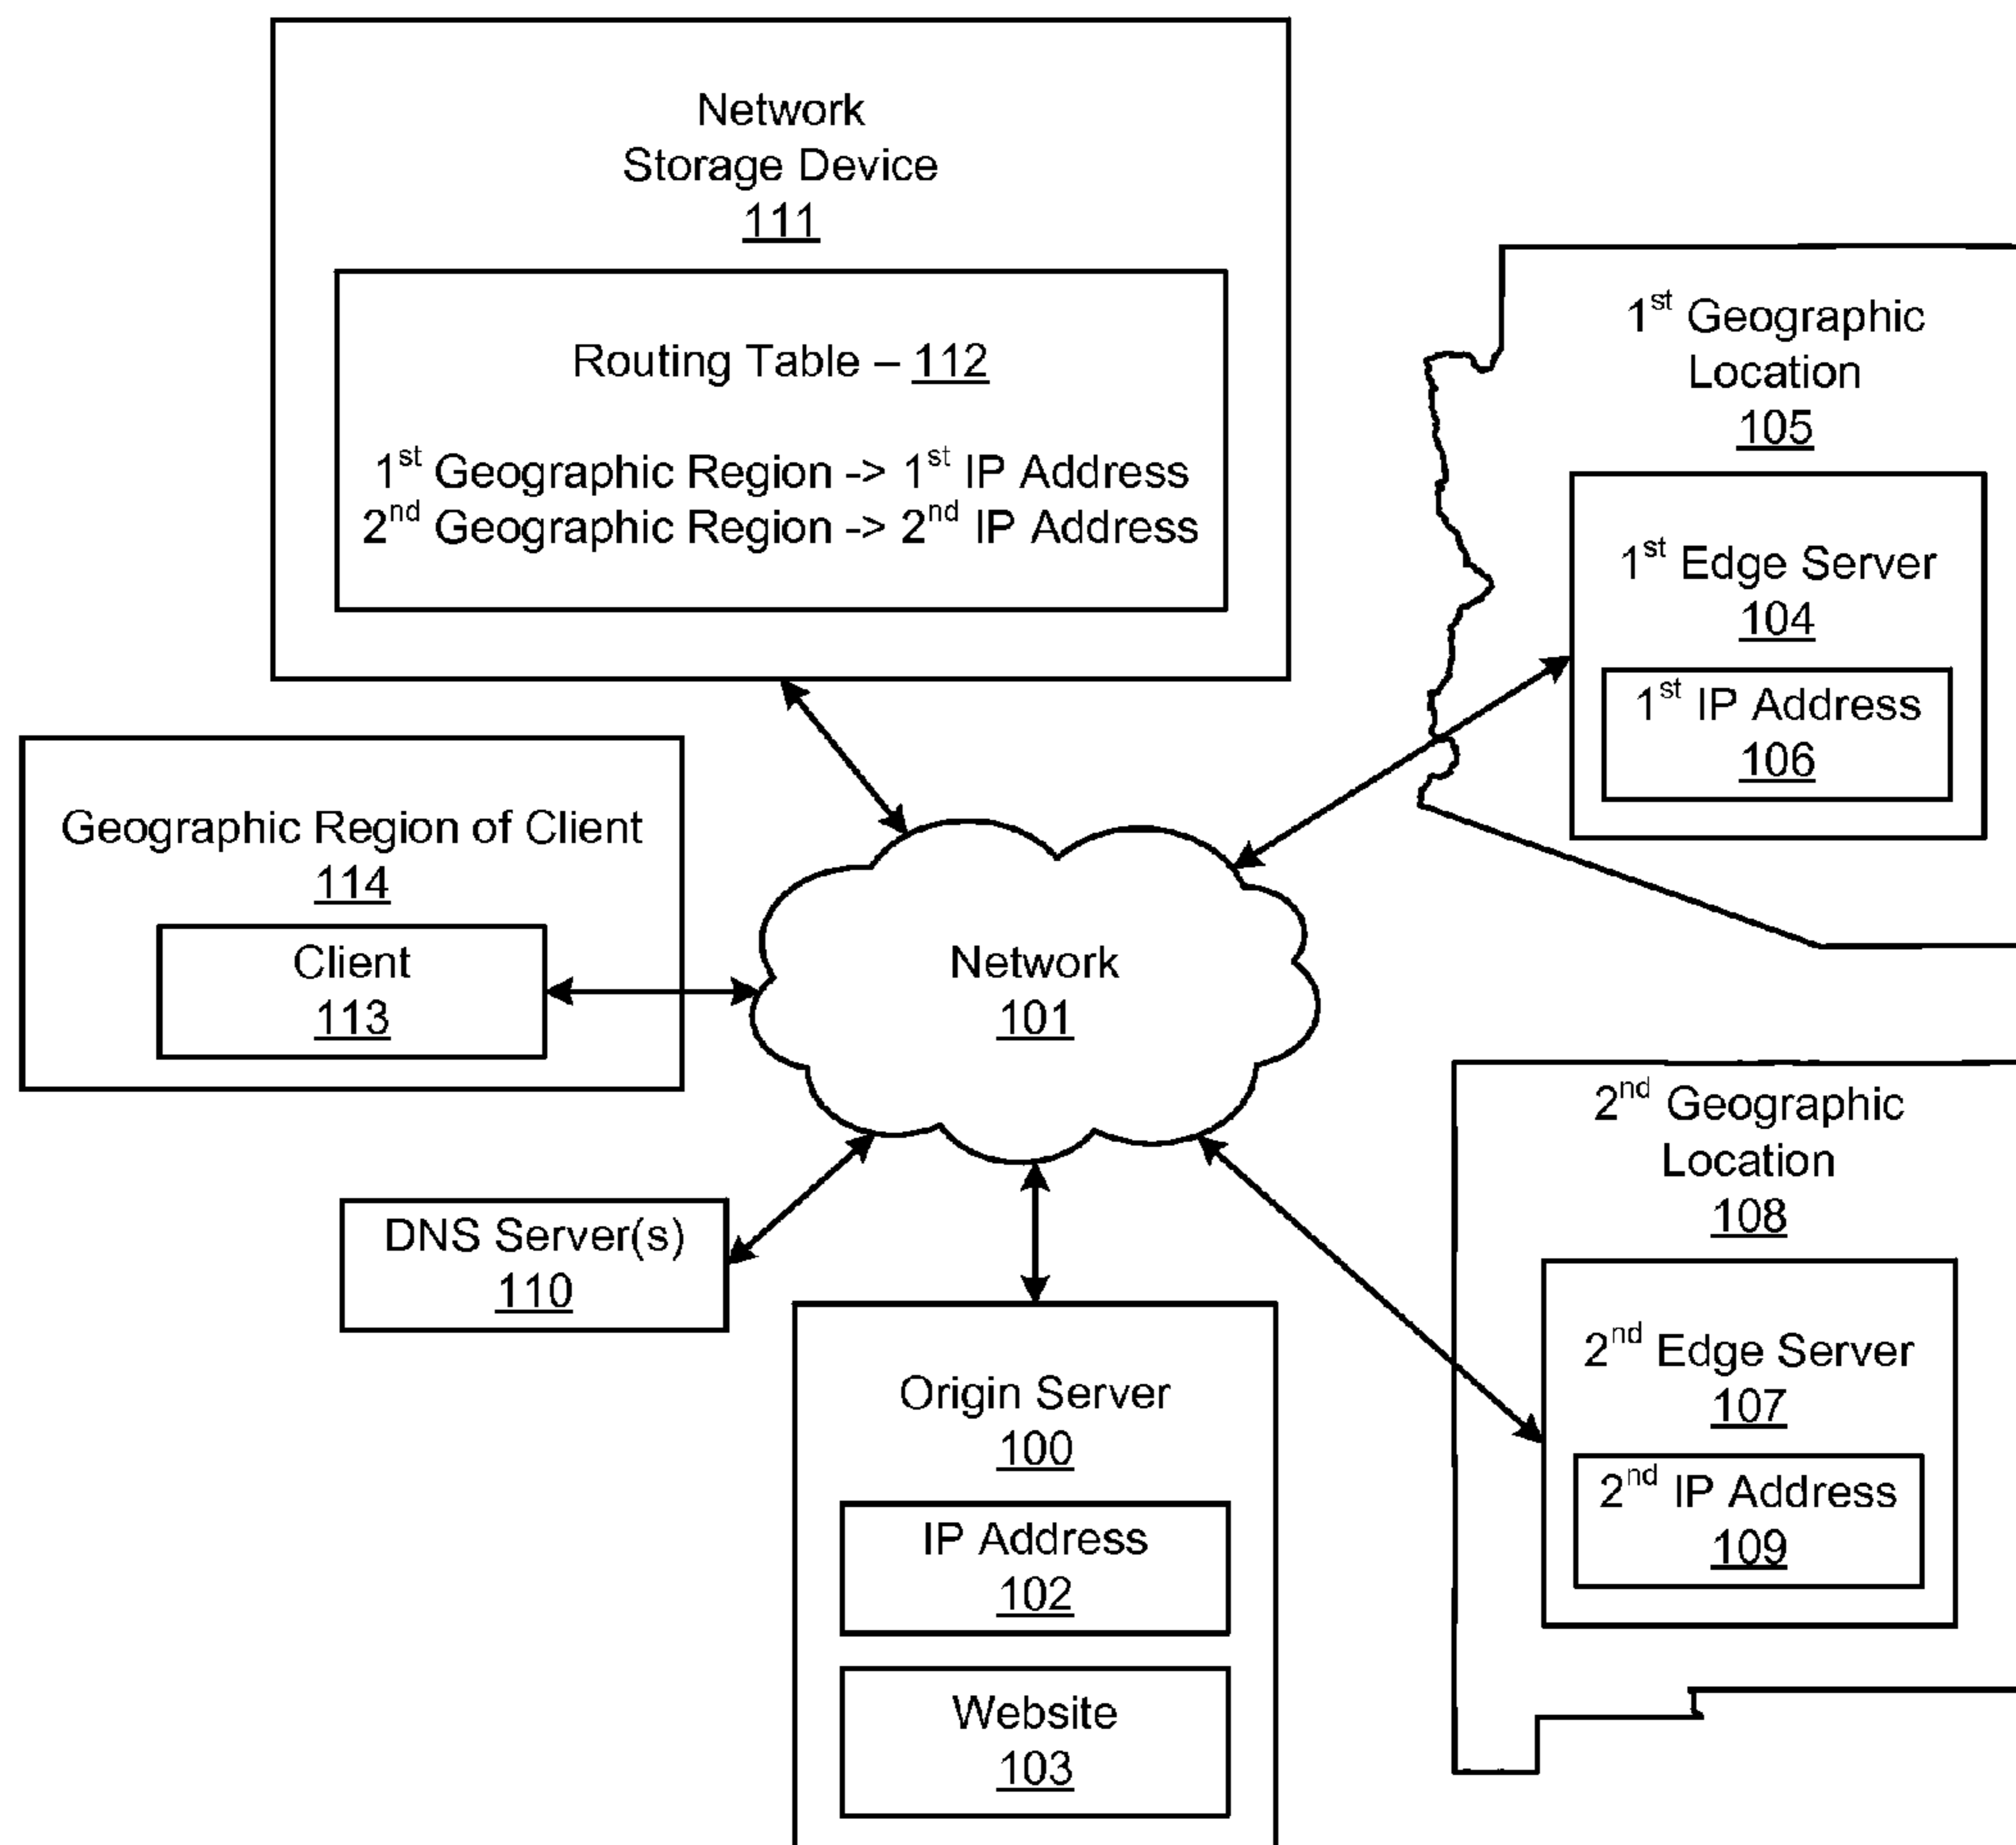 Network
Storage Device
111
Routing Table – 112
1st Geographic Region -> 1st IP Address
2nd Geographic Region -> 2nd IP Address
1st Geographic
Location
105
1st Edge Server
104
1st IP Address
106
Geographic Region of Client
114
Client
113
Network
101
2nd Geographic
Location
108
2nd Edge Server
107
2nd IP Address
109
DNS Server(s)
110
Origin Server
100
IP Address
102
Website
103